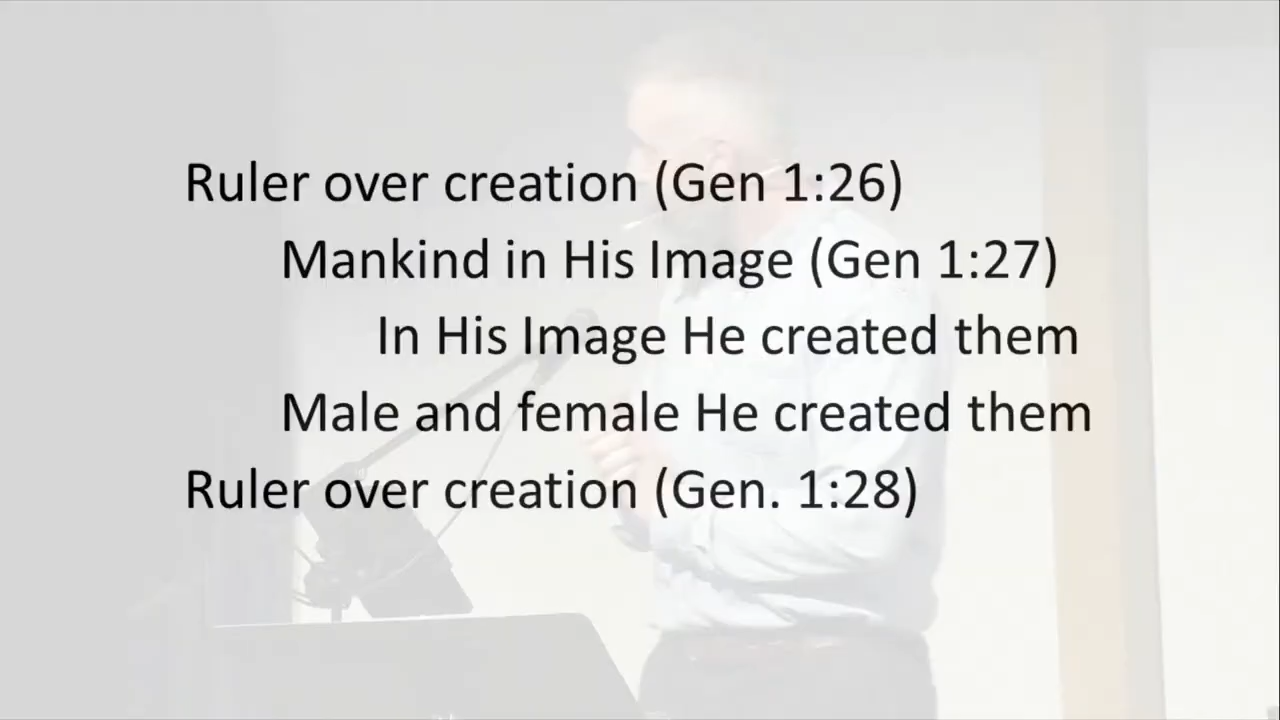 Ruler over creation (Gen 1:26)
Mankind in His Image (Gen 1:27)
In His Image He created them
Male and female He created them
Ruler over creation (Gen. 1:28)